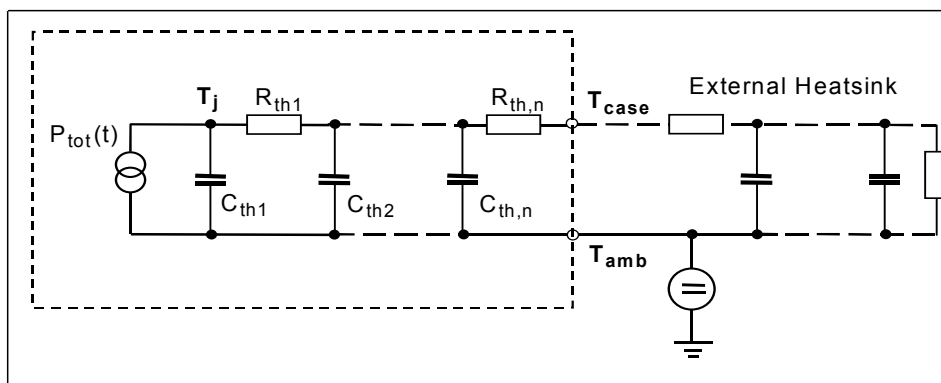 External Heatsink
T_j
R_th1
R_th,n
T_case
P_tot(t)
C_th1
C_th2
C_th,n
T_amb